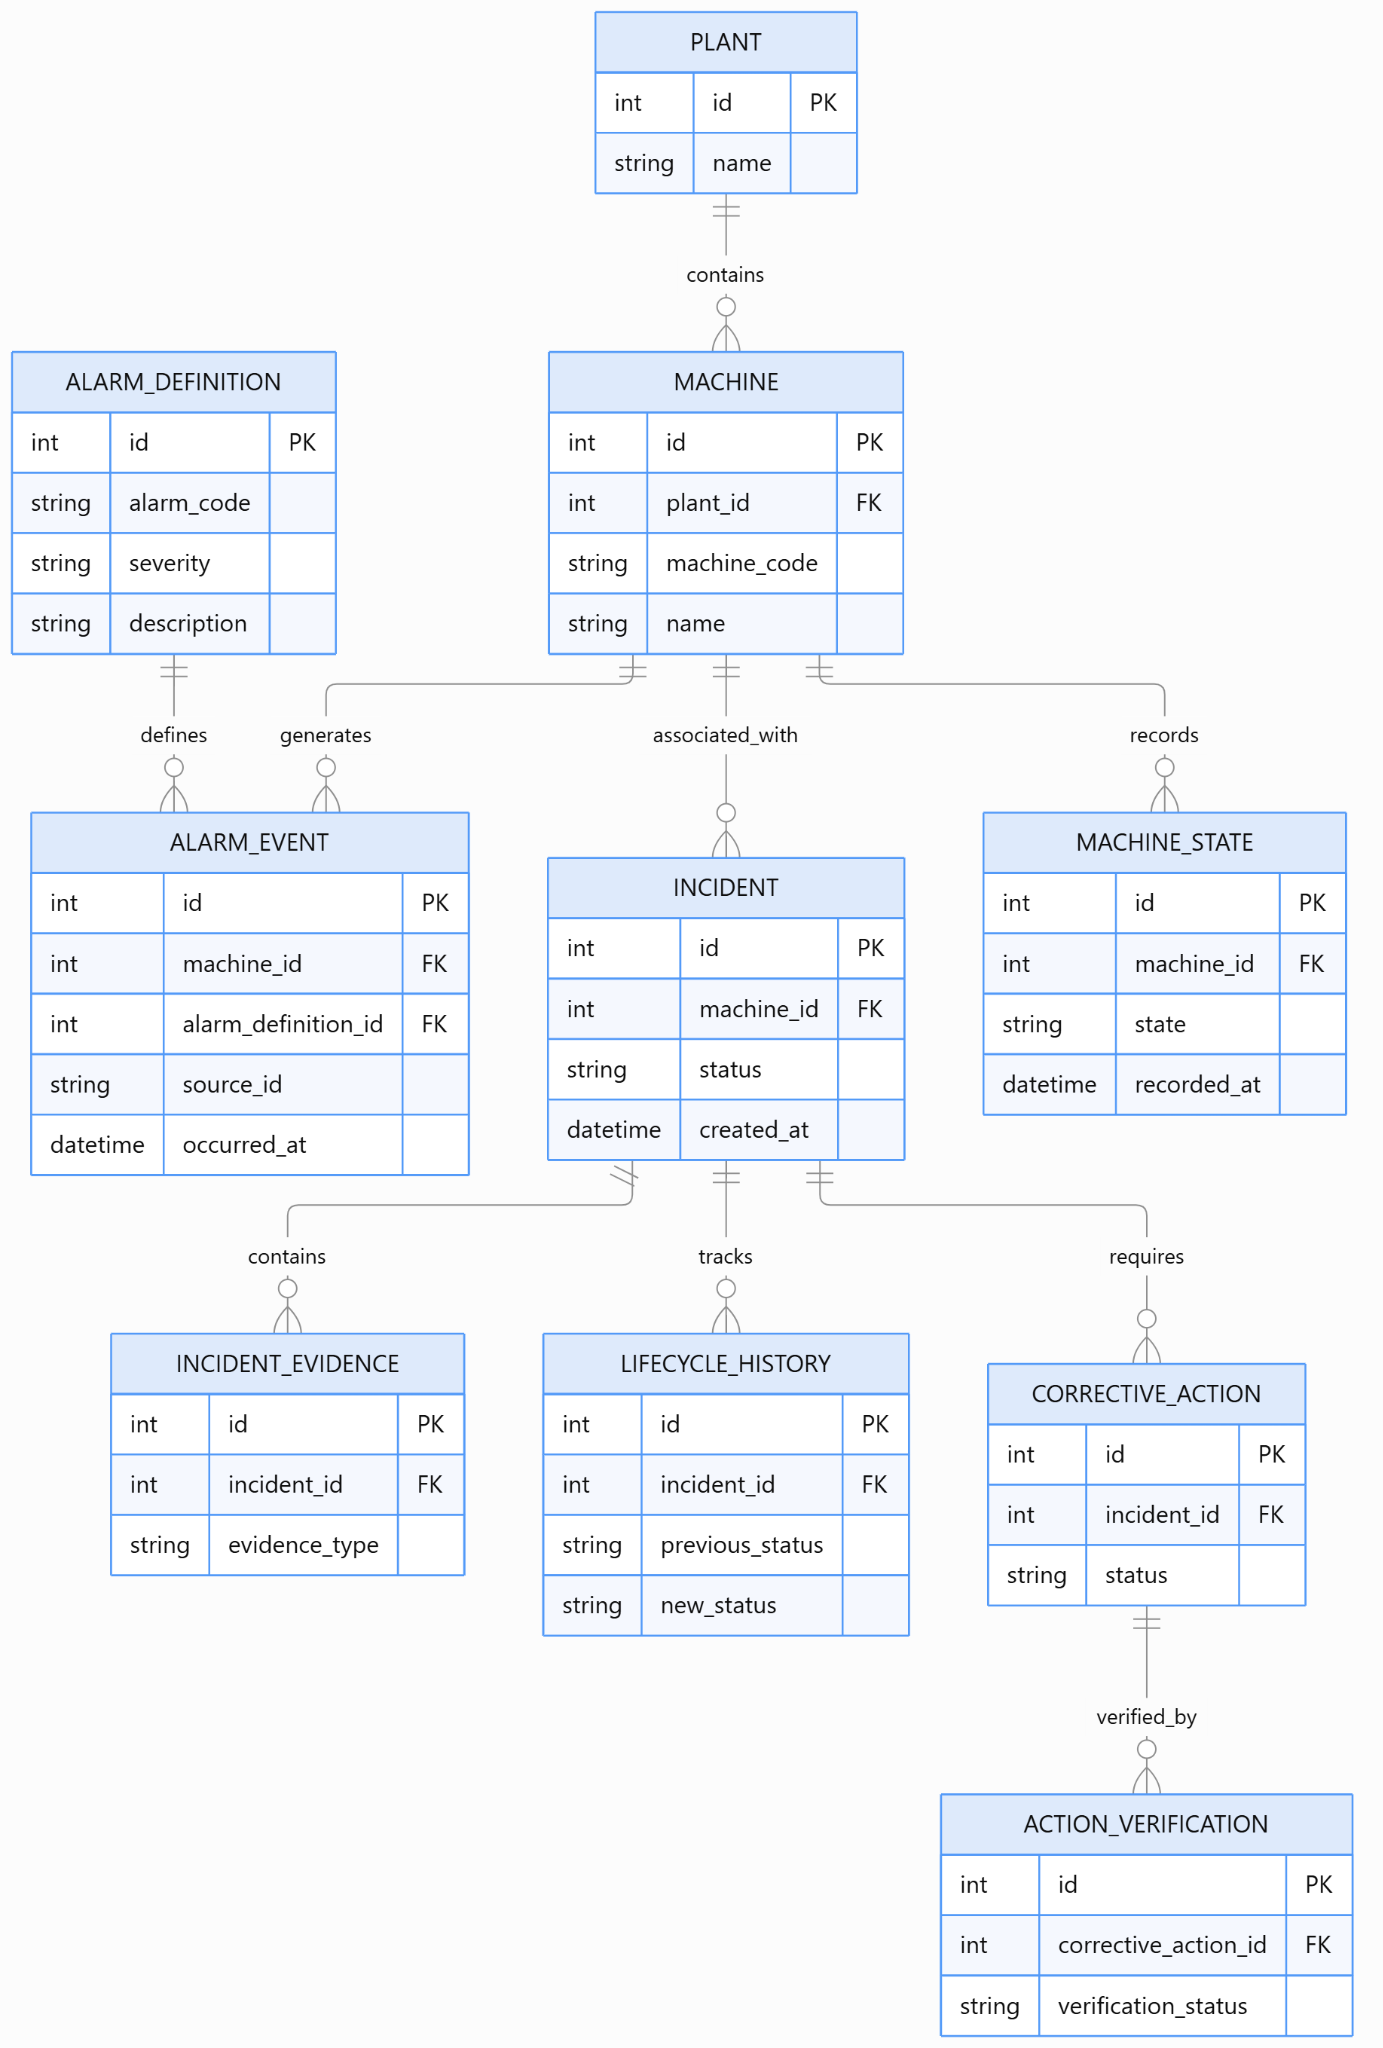 PLANT
int id PK
string name
contains
ALARM_DEFINITION
int id PK
string alarm_code
string severity
string description
MACHINE
int id PK
int plant_id FK
string machine_code
string name
defines
generates
associated_with
records
ALARM_EVENT
int id PK
int machine_id FK
int alarm_definition_id FK
string source_id
datetime occurred_at
INCIDENT
int id PK
int machine_id FK
string status
datetime created_at
MACHINE_STATE
int id PK
int machine_id FK
string state
datetime recorded_at
contains
tracks
requires
INCIDENT_EVIDENCE
int id PK
int incident_id FK
string evidence_type
LIFECYCLE_HISTORY
int id PK
int incident_id FK
string previous_status
string new_status
CORRECTIVE_ACTION
int id PK
int incident_id FK
string status
verified_by
ACTION_VERIFICATION
int id PK
int corrective_action_id FK
string verification_status